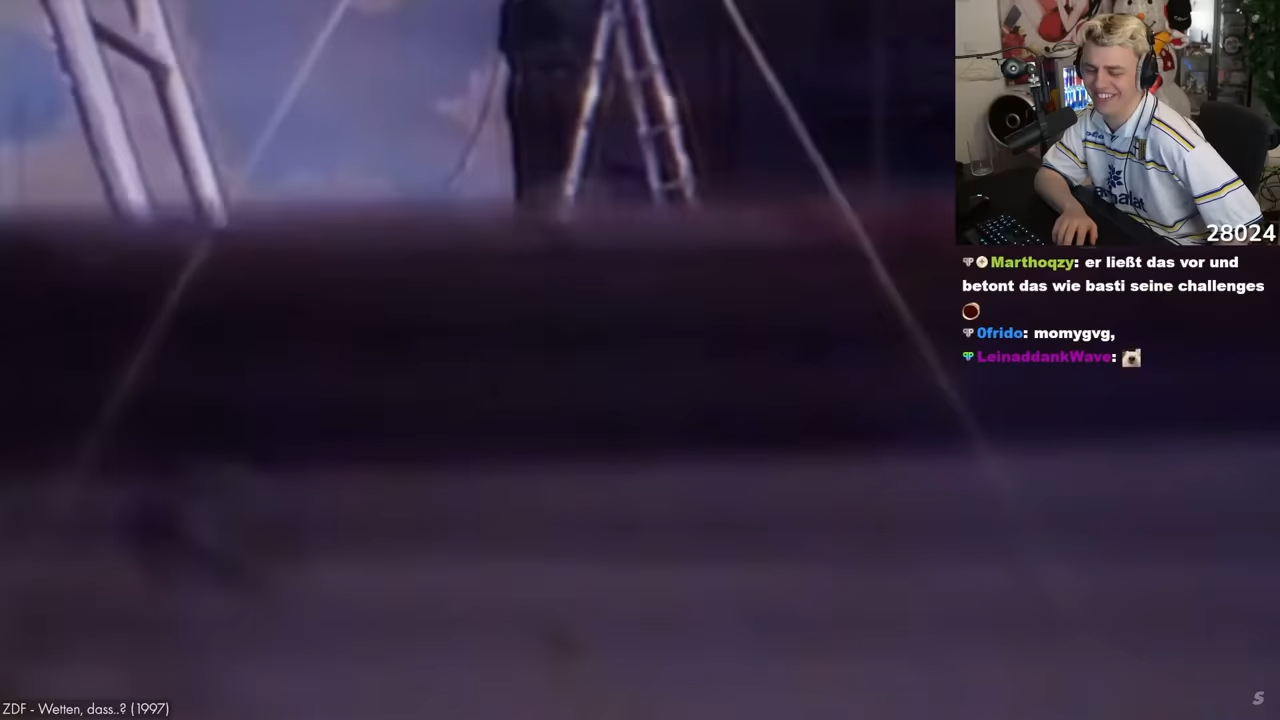 28024
Marthoqzy: er ließt das vor und
betont das wie basti seine challenges
0frido: momygvg,
LeinaddankWave:
ZDF - Wetten, dass..? (1997)
S